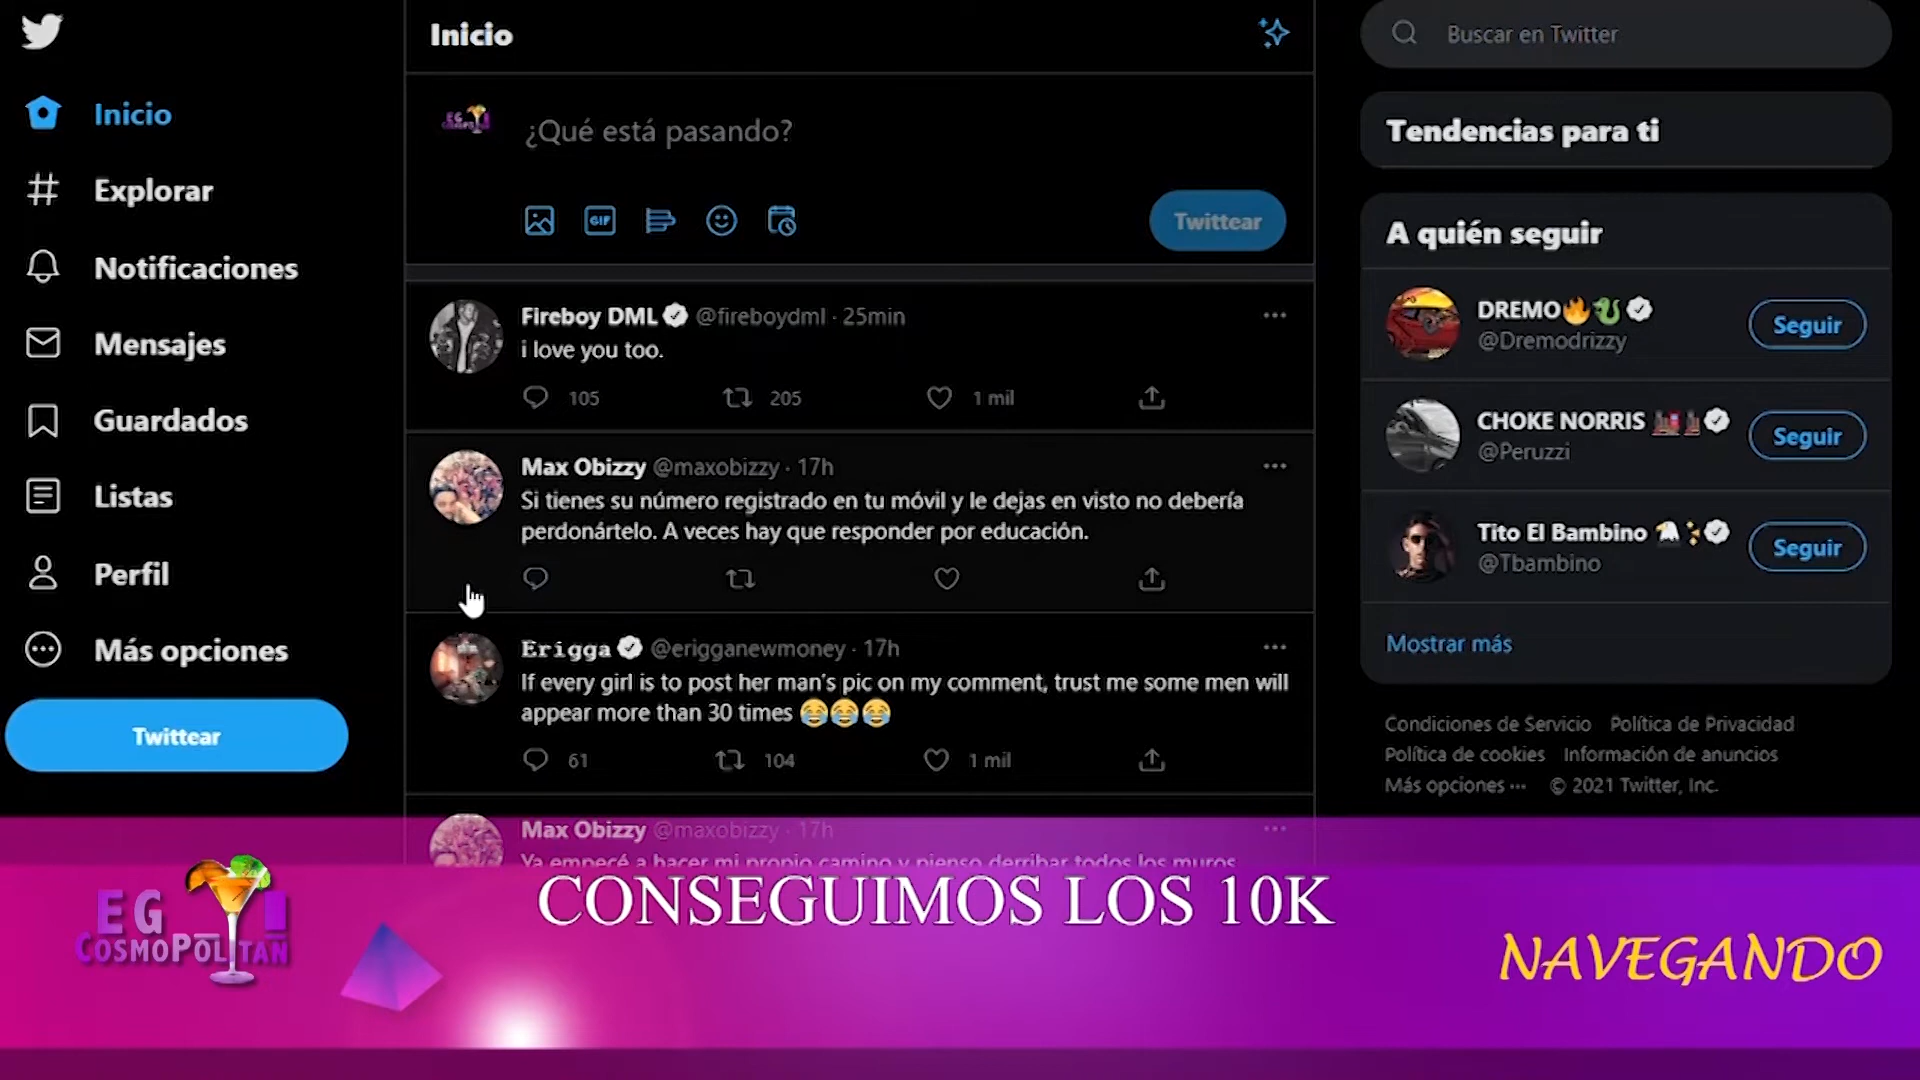 Inicio
Explorar
Notificaciones
Mensajes
Guardados
Listas
Perfil
Más opciones
Twittear
Inicio
¿Qué está pasando?
GIF
Twittear
Fireboy DML @fireboydml · 25min
i love you too.
105 205 1 mil
Max Obizzy @maxobizzy · 17h
Si tienes su número registrado en tu móvil y le dejas en visto no debería
perdonártelo. A veces hay que responder por educación.
Erigga @erigganewmoney · 17h
If every girl is to post her man's pic on my comment, trust me some men will
appear more than 30 times 😂😂😂
61 104 1 mil
Max Obizzy @maxobizzy · 17h
Ya empecé a hacer mi propio camino y pienso derribar todos los muros
Buscar en Twitter
Tendencias para ti
A quién seguir
DREMO🔥🐉
@Dremodrizzy
Seguir
CHOKE NORRIS
@Peruzzi
Seguir
Tito El Bambino
@Tbambino
Seguir
Mostrar más
Condiciones de Servicio Política de Privacidad
Política de cookies Información de anuncios
Más opciones ··· © 2021 Twitter, Inc.
EG I
COSMOPOLITAN
CONSEGUIMOS LOS 10K
NAVEGANDO